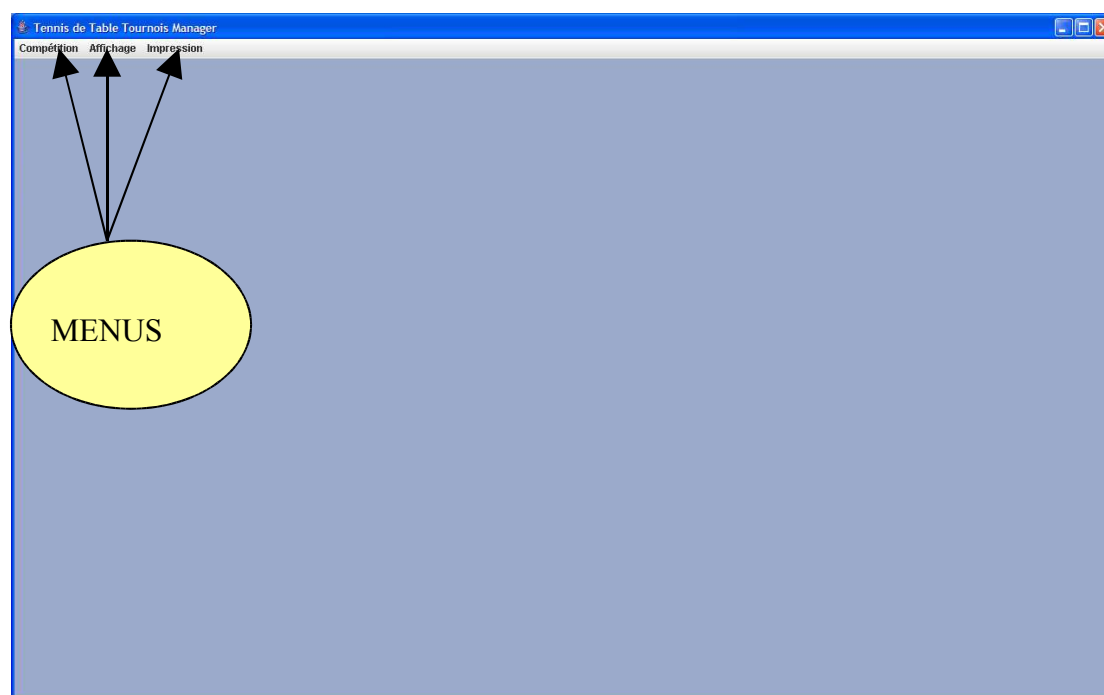 Tennis de Table Tournois Manager
Compétition Affichage Impression
MENUS